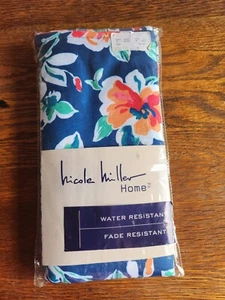 nicole miller
Home
WATER RESISTANT
FADE RESISTANT